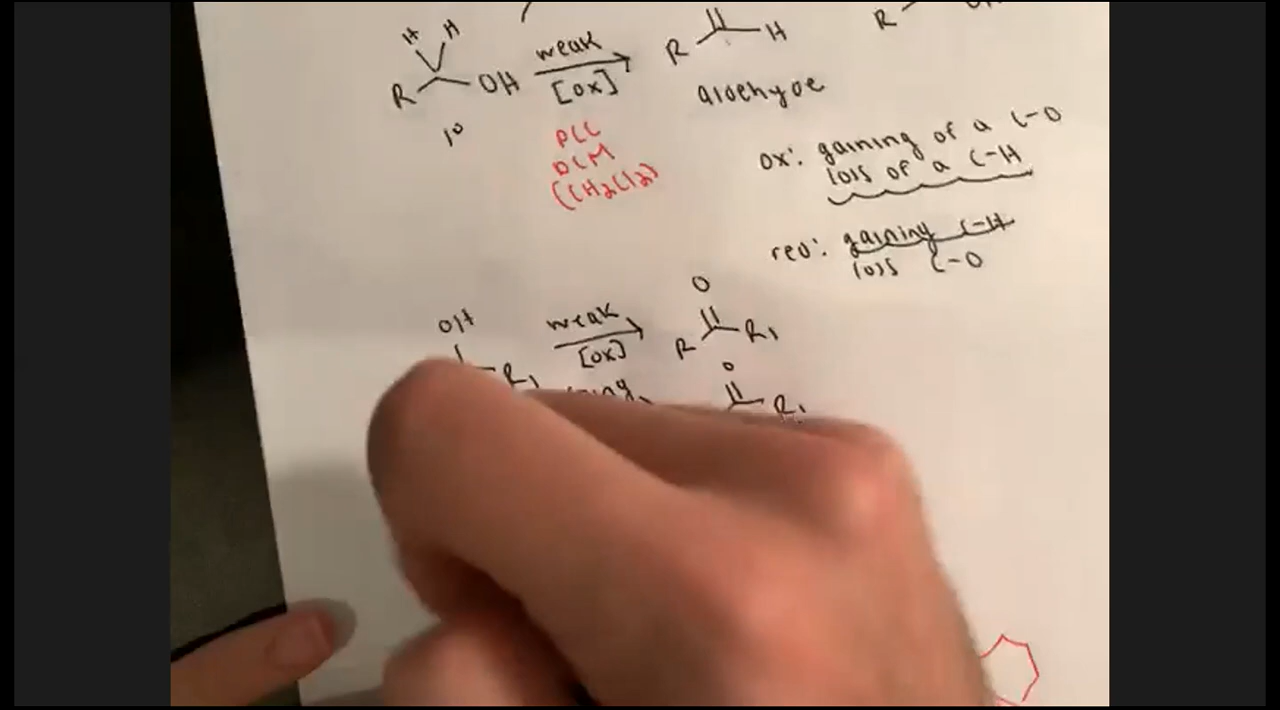 H H
R OH
weak
[ox]
R H
R
1°
aldehyde
PCC
DCM
(CH2Cl2)
ox: gaining of a C-O
loss of a C-H
red: gaining C-H
loss C-O
OH
R1
weak
[ox]
O
R R1
O
R1